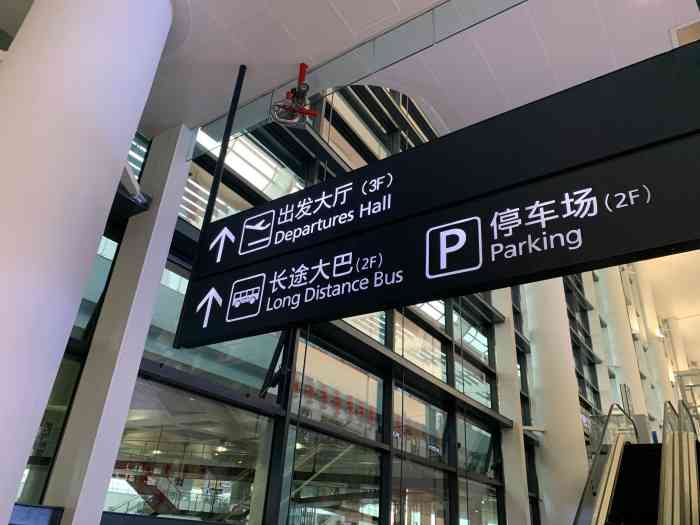 出发大厅(3F)
Departures Hall
长途大巴(2F)
Long Distance Bus
P 停车场(2F)
Parking